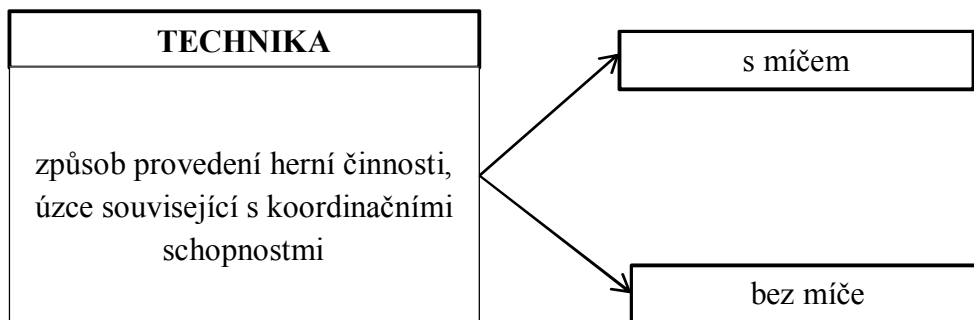 TECHNIKA
způsob provedení herní činnosti,
úzce související s koordinačními
schopnostmi
s míčem
bez míče